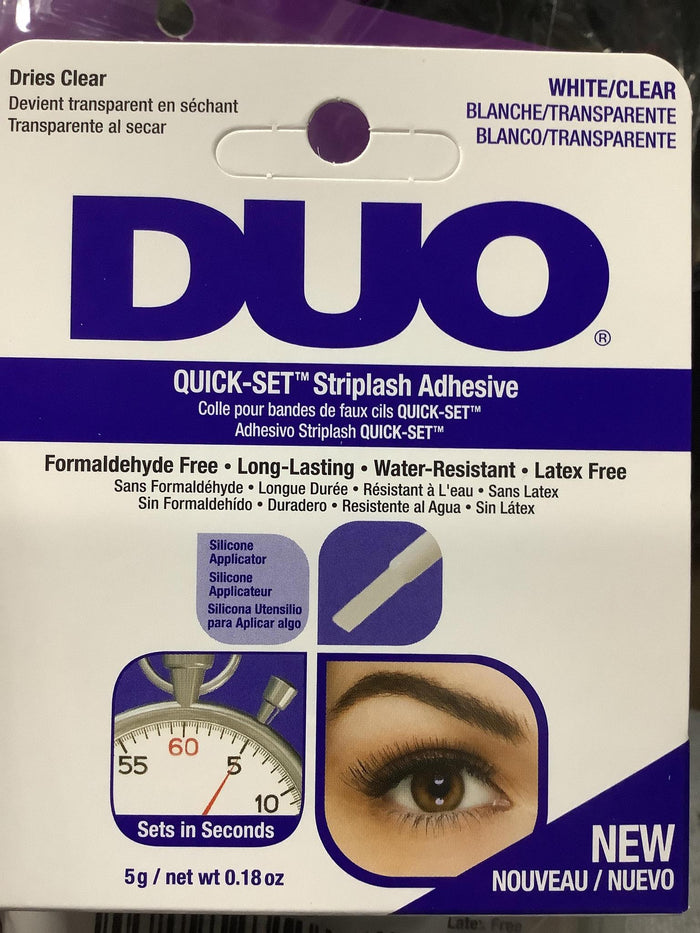 Dries Clear
Devient transparent en séchant
Transparente al secar
WHITE/CLEAR
BLANCHE/TRANSPARENTE
BLANCO/TRANSPARENTE
DUO®
QUICK-SET™ Striplash Adhesive
Colle pour bandes de faux cils QUICK-SET™
Adhesivo Striplash QUICK-SET™
Formaldehyde Free • Long-Lasting • Water-Resistant • Latex Free
Sans Formaldéhyde • Longue Durée • Résistant à L'eau • Sans Latex
Sin Formaldehído • Duradero • Resistente al Agua • Sin Látex
Silicone
Applicator
Silicone
Applicateur
Silicona Utensilio
para Aplicar algo
55 60 5 10
Sets in Seconds
5g / net wt 0.18 oz
NEW
NOUVEAU / NUEVO
Latex Free